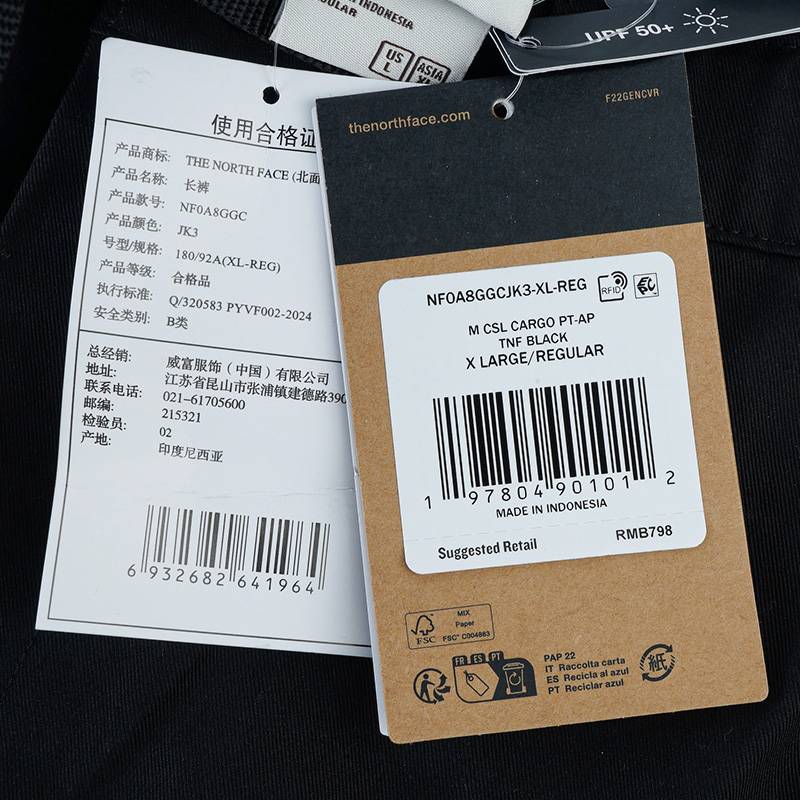 INDONESIA
US
L
ASIA
UPF 50+
使用合格证
产品商标: THE NORTH FACE (北面
产品名称: 长裤
产品款号: NF0A8GGC
产品颜色: JK3
号型/规格: 180/92A(XL-REG)
产品等级: 合格品
执行标准: Q/320583 PYVF002-2024
安全类别: B类
总经销: 威富服饰（中国）有限公司
地址: 江苏省昆山市张浦镇建德路390
联系电话: 021-61705600
邮编: 215321
检验员: 02
产地: 印度尼西亚
6 932682 641964
thenorthface.com
F22GENCVR
NF0A8GGCJK3-XL-REG
RFID
M CSL CARGO PT-AP
TNF BLACK
X LARGE/REGULAR
1 97804 90101 2
MADE IN INDONESIA
Suggested Retail RMB798
FSC
MIX
Paper
FSC™ C004863
FR ES PT
PAP 22
IT Raccolta carta
ES Recicla al azul
PT Reciclar azul
紙